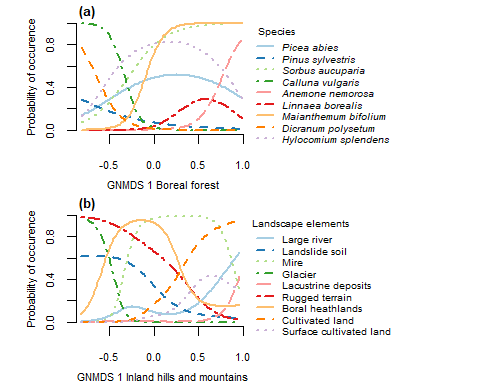 (a)
Probability of occurence
0.0
0.4
0.8
-0.5
0.0
0.5
1.0
GNMDS 1 Boreal forest
Species
Picea abies
Pinus sylvestris
Sorbus aucuparia
Calluna vulgaris
Anemone nemorosa
Linnaea borealis
Maianthemum bifolium
Dicranum polysetum
Hylocomium splendens
(b)
Probability of occurence
0.0
0.4
0.8
-0.5
0.0
0.5
1.0
GNMDS 1 Inland hills and mountains
Landscape elements
Large river
Landslide soil
Mire
Glacier
Lacustrine deposits
Rugged terrain
Boral heathlands
Cultivated land
Surface cultivated land